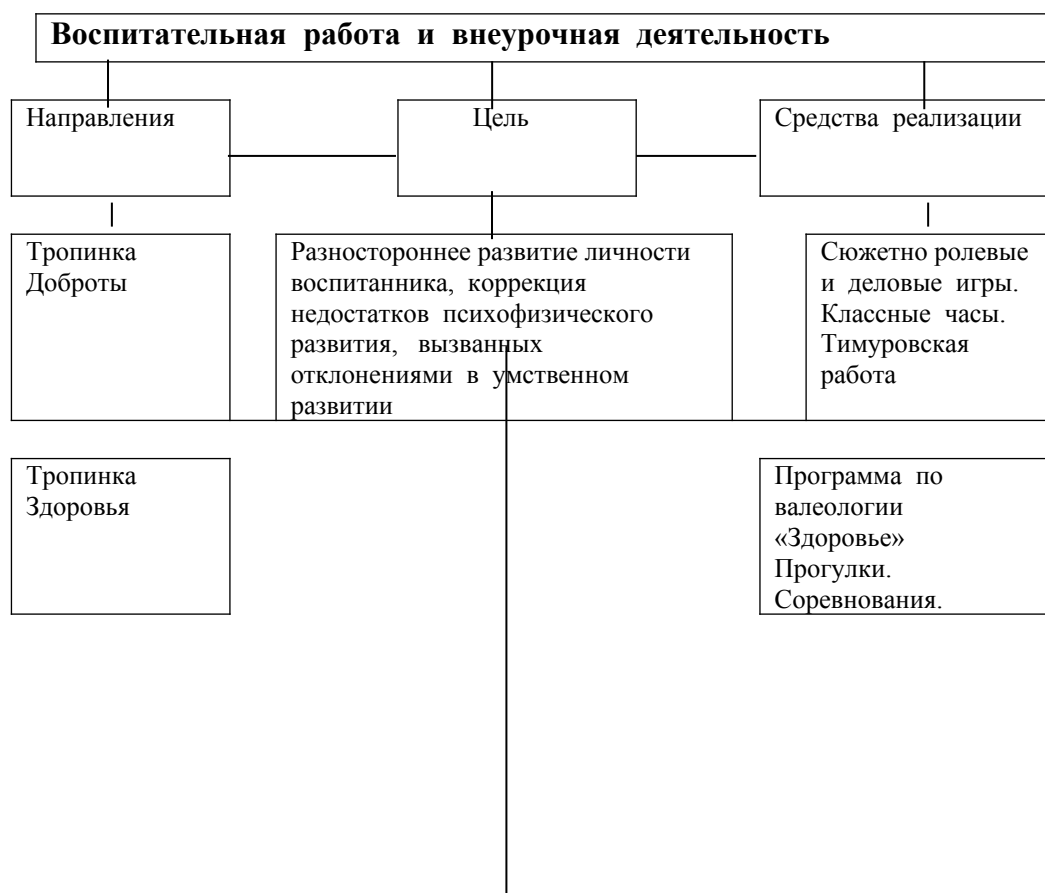 Воспитательная работа и внеурочная деятельность
Направления
Цель
Средства реализации
Тропинка
Доброты
Разностороннее развитие личности
воспитанника, коррекция
недостатков психофизического
развития, вызванных
отклонениями в умственном
развитии
Сюжетно ролевые
и деловые игры.
Классные часы.
Тимуровская
работа
Тропинка
Здоровья
Программа по
валеологии
«Здоровье»
Прогулки.
Соревнования.